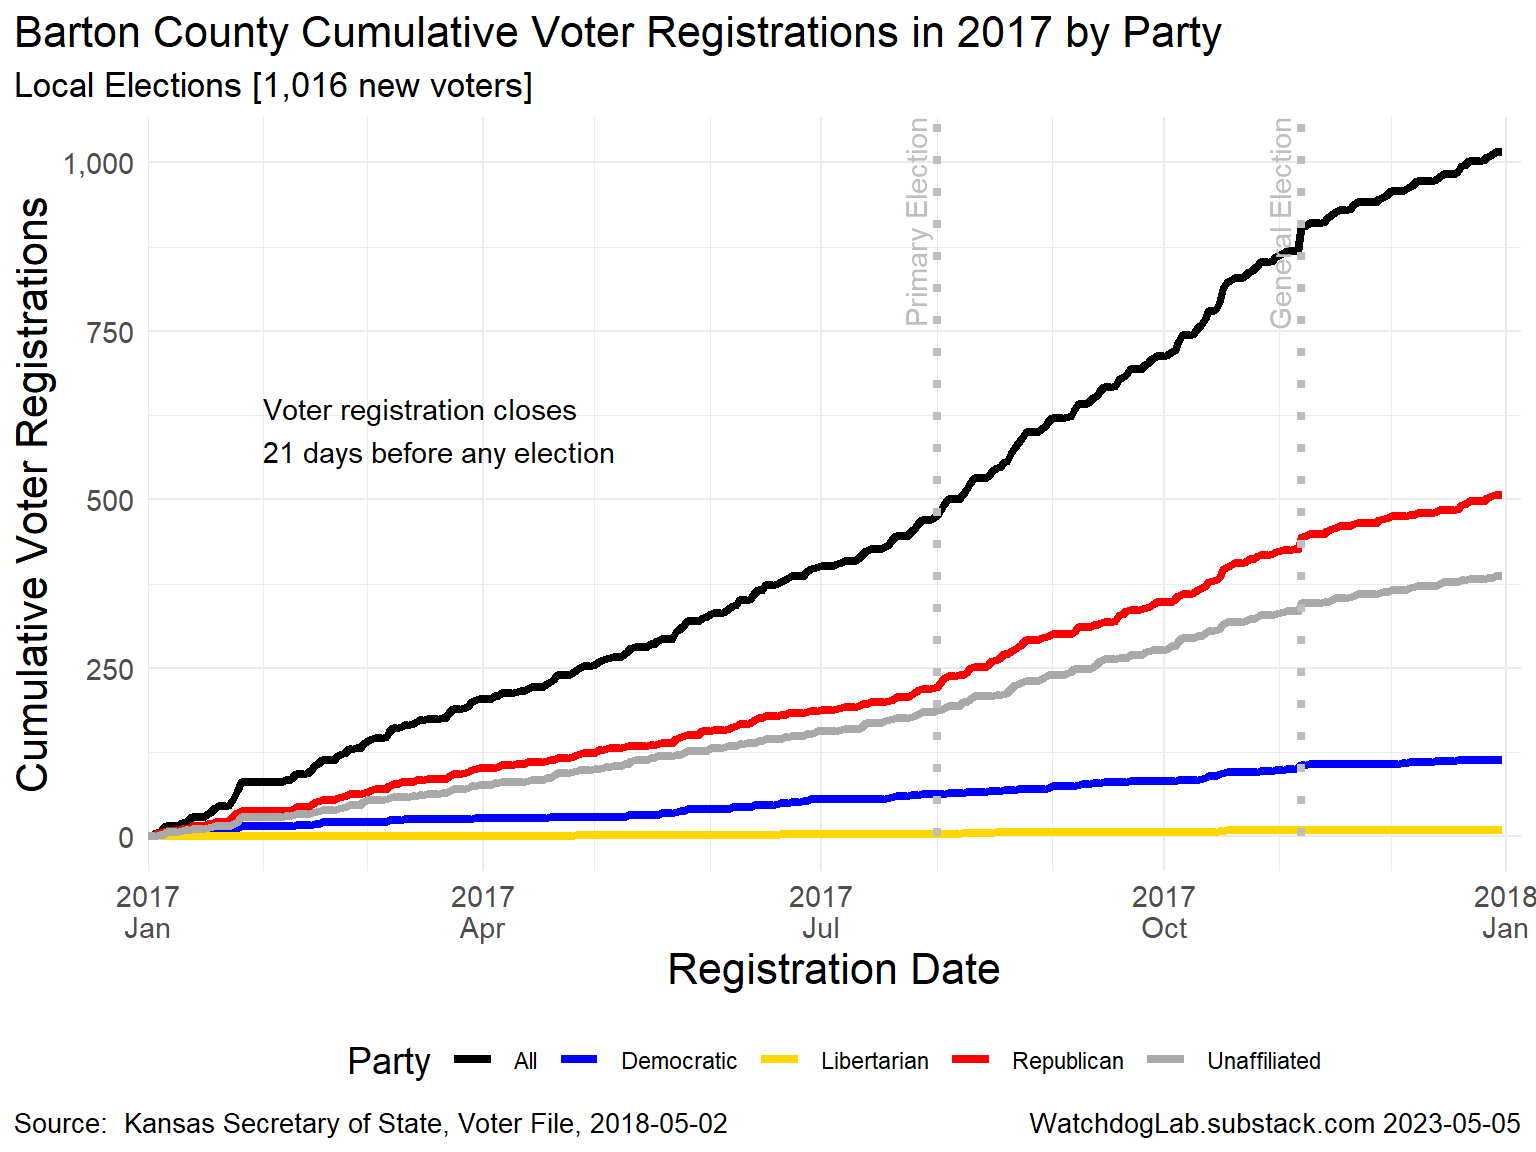 Barton County Cumulative Voter Registrations in 2017 by Party
Local Elections [1,016 new voters]
Cumulative Voter Registrations
1,000
750
500
250
0
Primary Election
General Election
Voter registration closes
21 days before any election
2017
Jan
2017
Apr
2017
Jul
2017
Oct
2018
Jan
Registration Date
Party All Democratic Libertarian Republican Unaffiliated
Source:  Kansas Secretary of State, Voter File, 2018-05-02
WatchdogLab.substack.com 2023-05-05